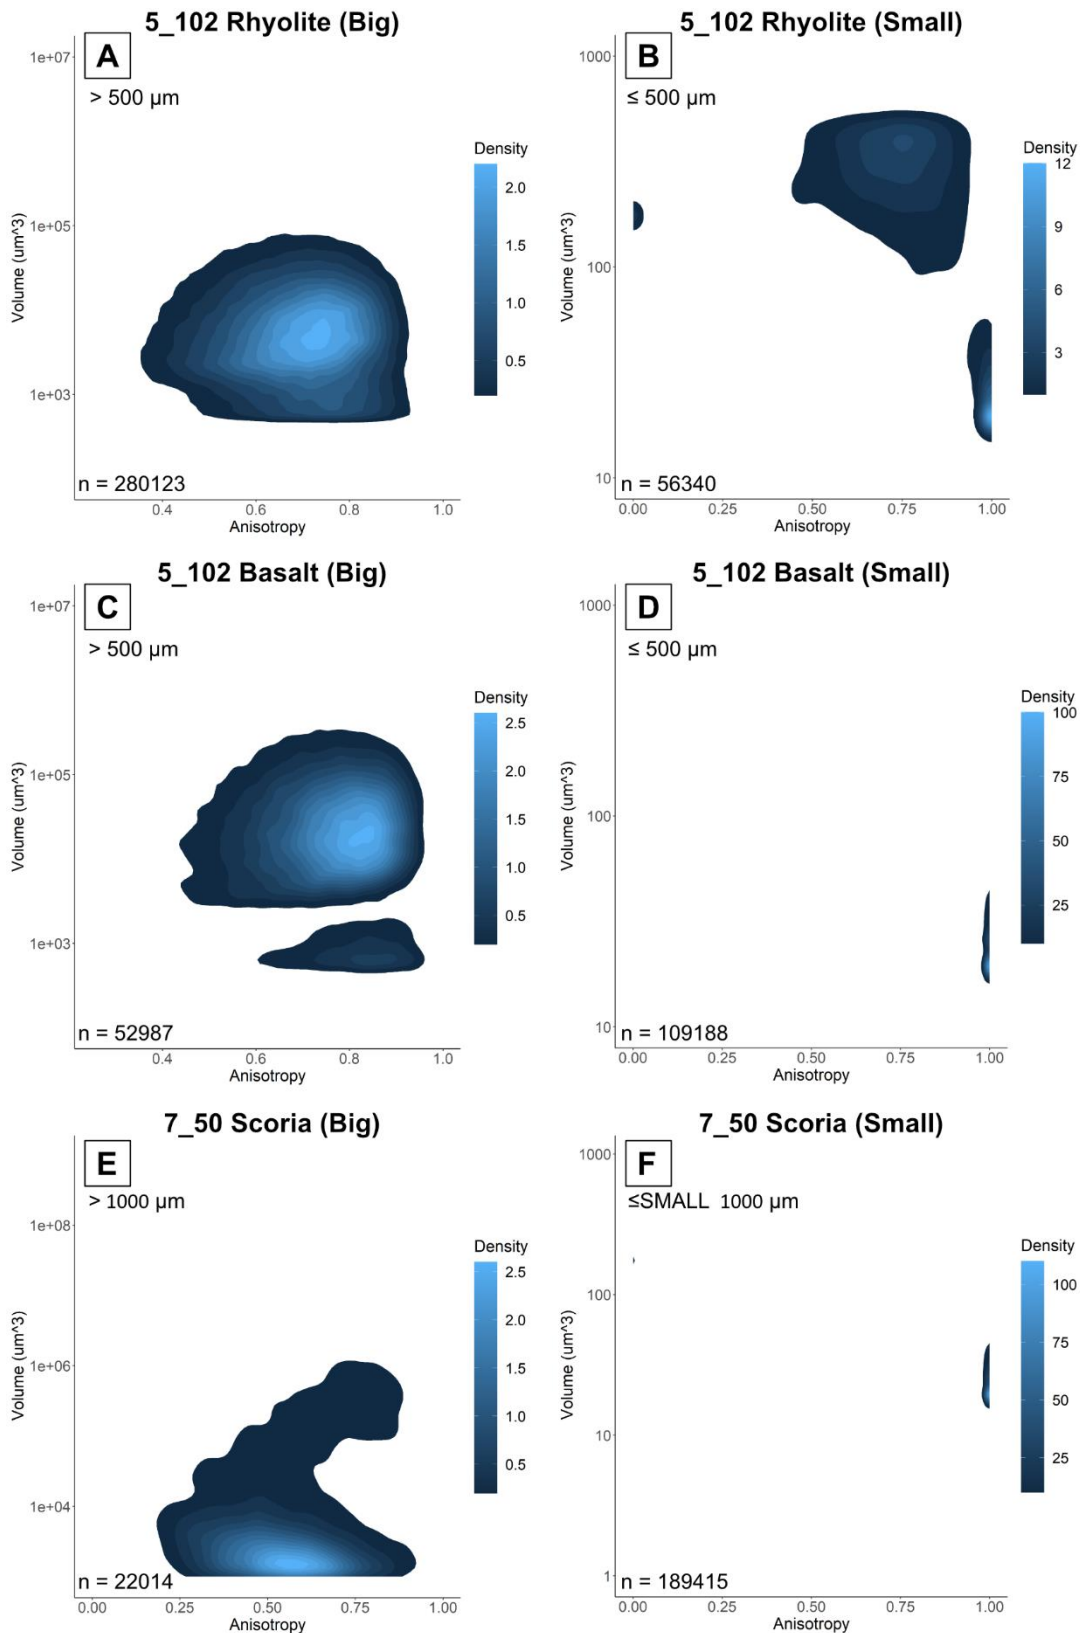 5_102 Rhyolite (Big)
A
> 500 µm
1e+07
1e+05
1e+03
Volume (um^3)
n = 280123
0.4 0.6 0.8 1.0
Anisotropy
Density
2.0
1.5
1.0
0.5
5_102 Rhyolite (Small)
B
≤ 500 µm
1000
100
10
Volume (um^3)
n = 56340
0.00 0.25 0.50 0.75 1.00
Anisotropy
Density
12
9
6
3
5_102 Basalt (Big)
C
> 500 µm
1e+07
1e+05
1e+03
Volume (um^3)
n = 52987
0.4 0.6 0.8 1.0
Anisotropy
Density
2.5
2.0
1.5
1.0
0.5
5_102 Basalt (Small)
D
≤ 500 µm
1000
100
10
Volume (um^3)
n = 109188
0.00 0.25 0.50 0.75 1.00
Anisotropy
Density
100
75
50
25
7_50 Scoria (Big)
E
> 1000 µm
1e+08
1e+06
1e+04
Volume (um^3)
n = 22014
0.00 0.25 0.50 0.75 1.00
Anisotropy
Density
2.5
2.0
1.5
1.0
0.5
7_50 Scoria (Small)
F
≤SMALL 1000 µm
1000
100
10
1
Volume (um^3)
n = 189415
0.00 0.25 0.50 0.75 1.00
Anisotropy
Density
100
75
50
25